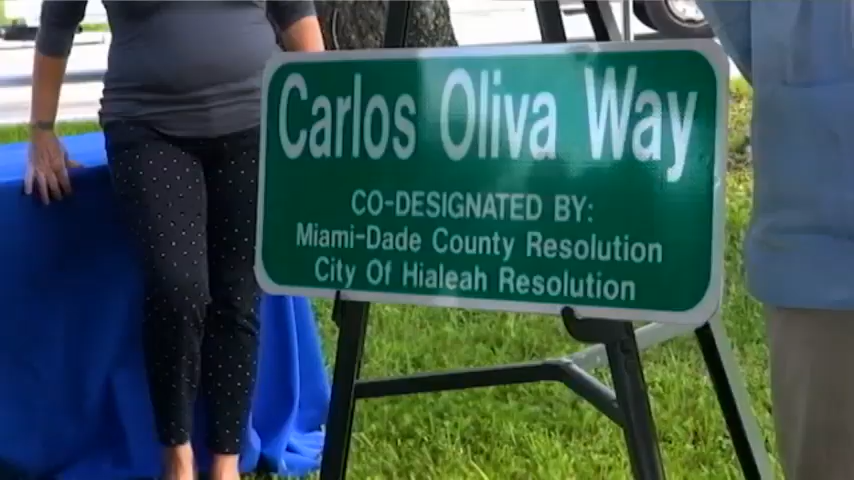 Carlos Oliva Way
CO-DESIGNATED BY:
Miami-Dade County Resolution
City Of Hialeah Resolution